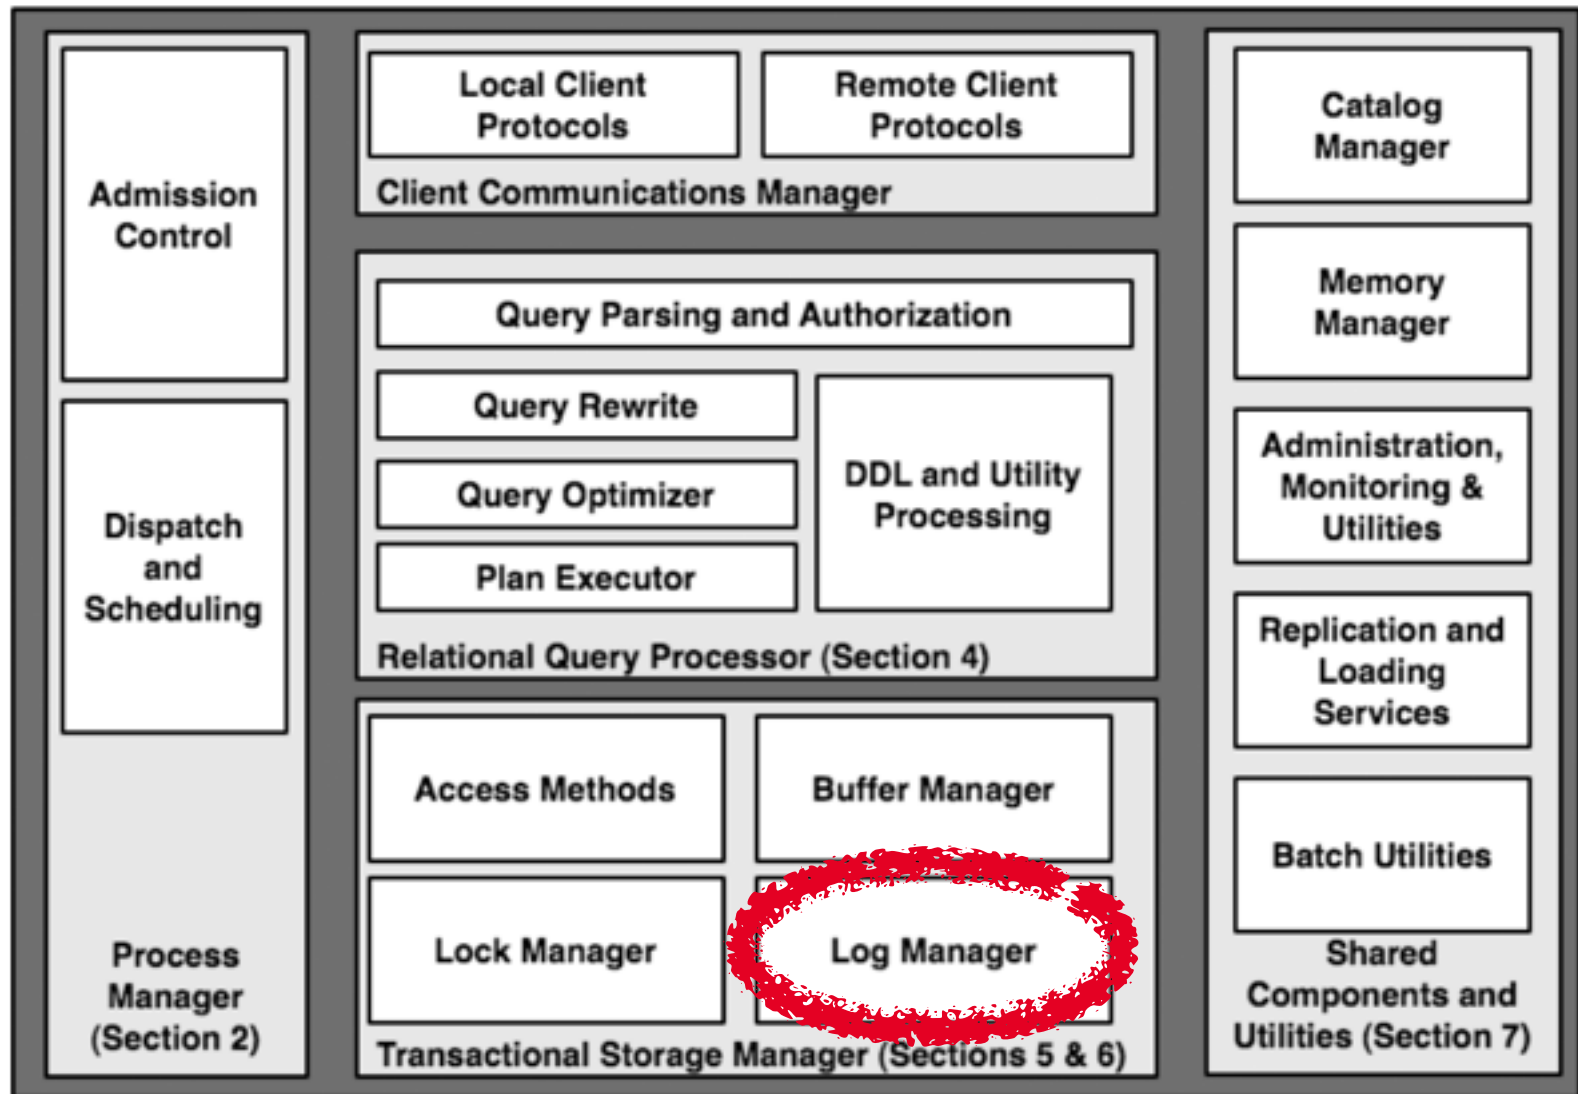 Admission
Control
Dispatch
and
Scheduling
Process
Manager
(Section 2)
Local Client
Protocols
Remote Client
Protocols
Client Communications Manager
Query Parsing and Authorization
Query Rewrite
Query Optimizer
Plan Executor
DDL and Utility
Processing
Relational Query Processor (Section 4)
Access Methods
Buffer Manager
Lock Manager
Log Manager
Transactional Storage Manager (Sections 5 & 6)
Catalog
Manager
Memory
Manager
Administration,
Monitoring &
Utilities
Replication and
Loading
Services
Batch Utilities
Shared
Components and
Utilities (Section 7)